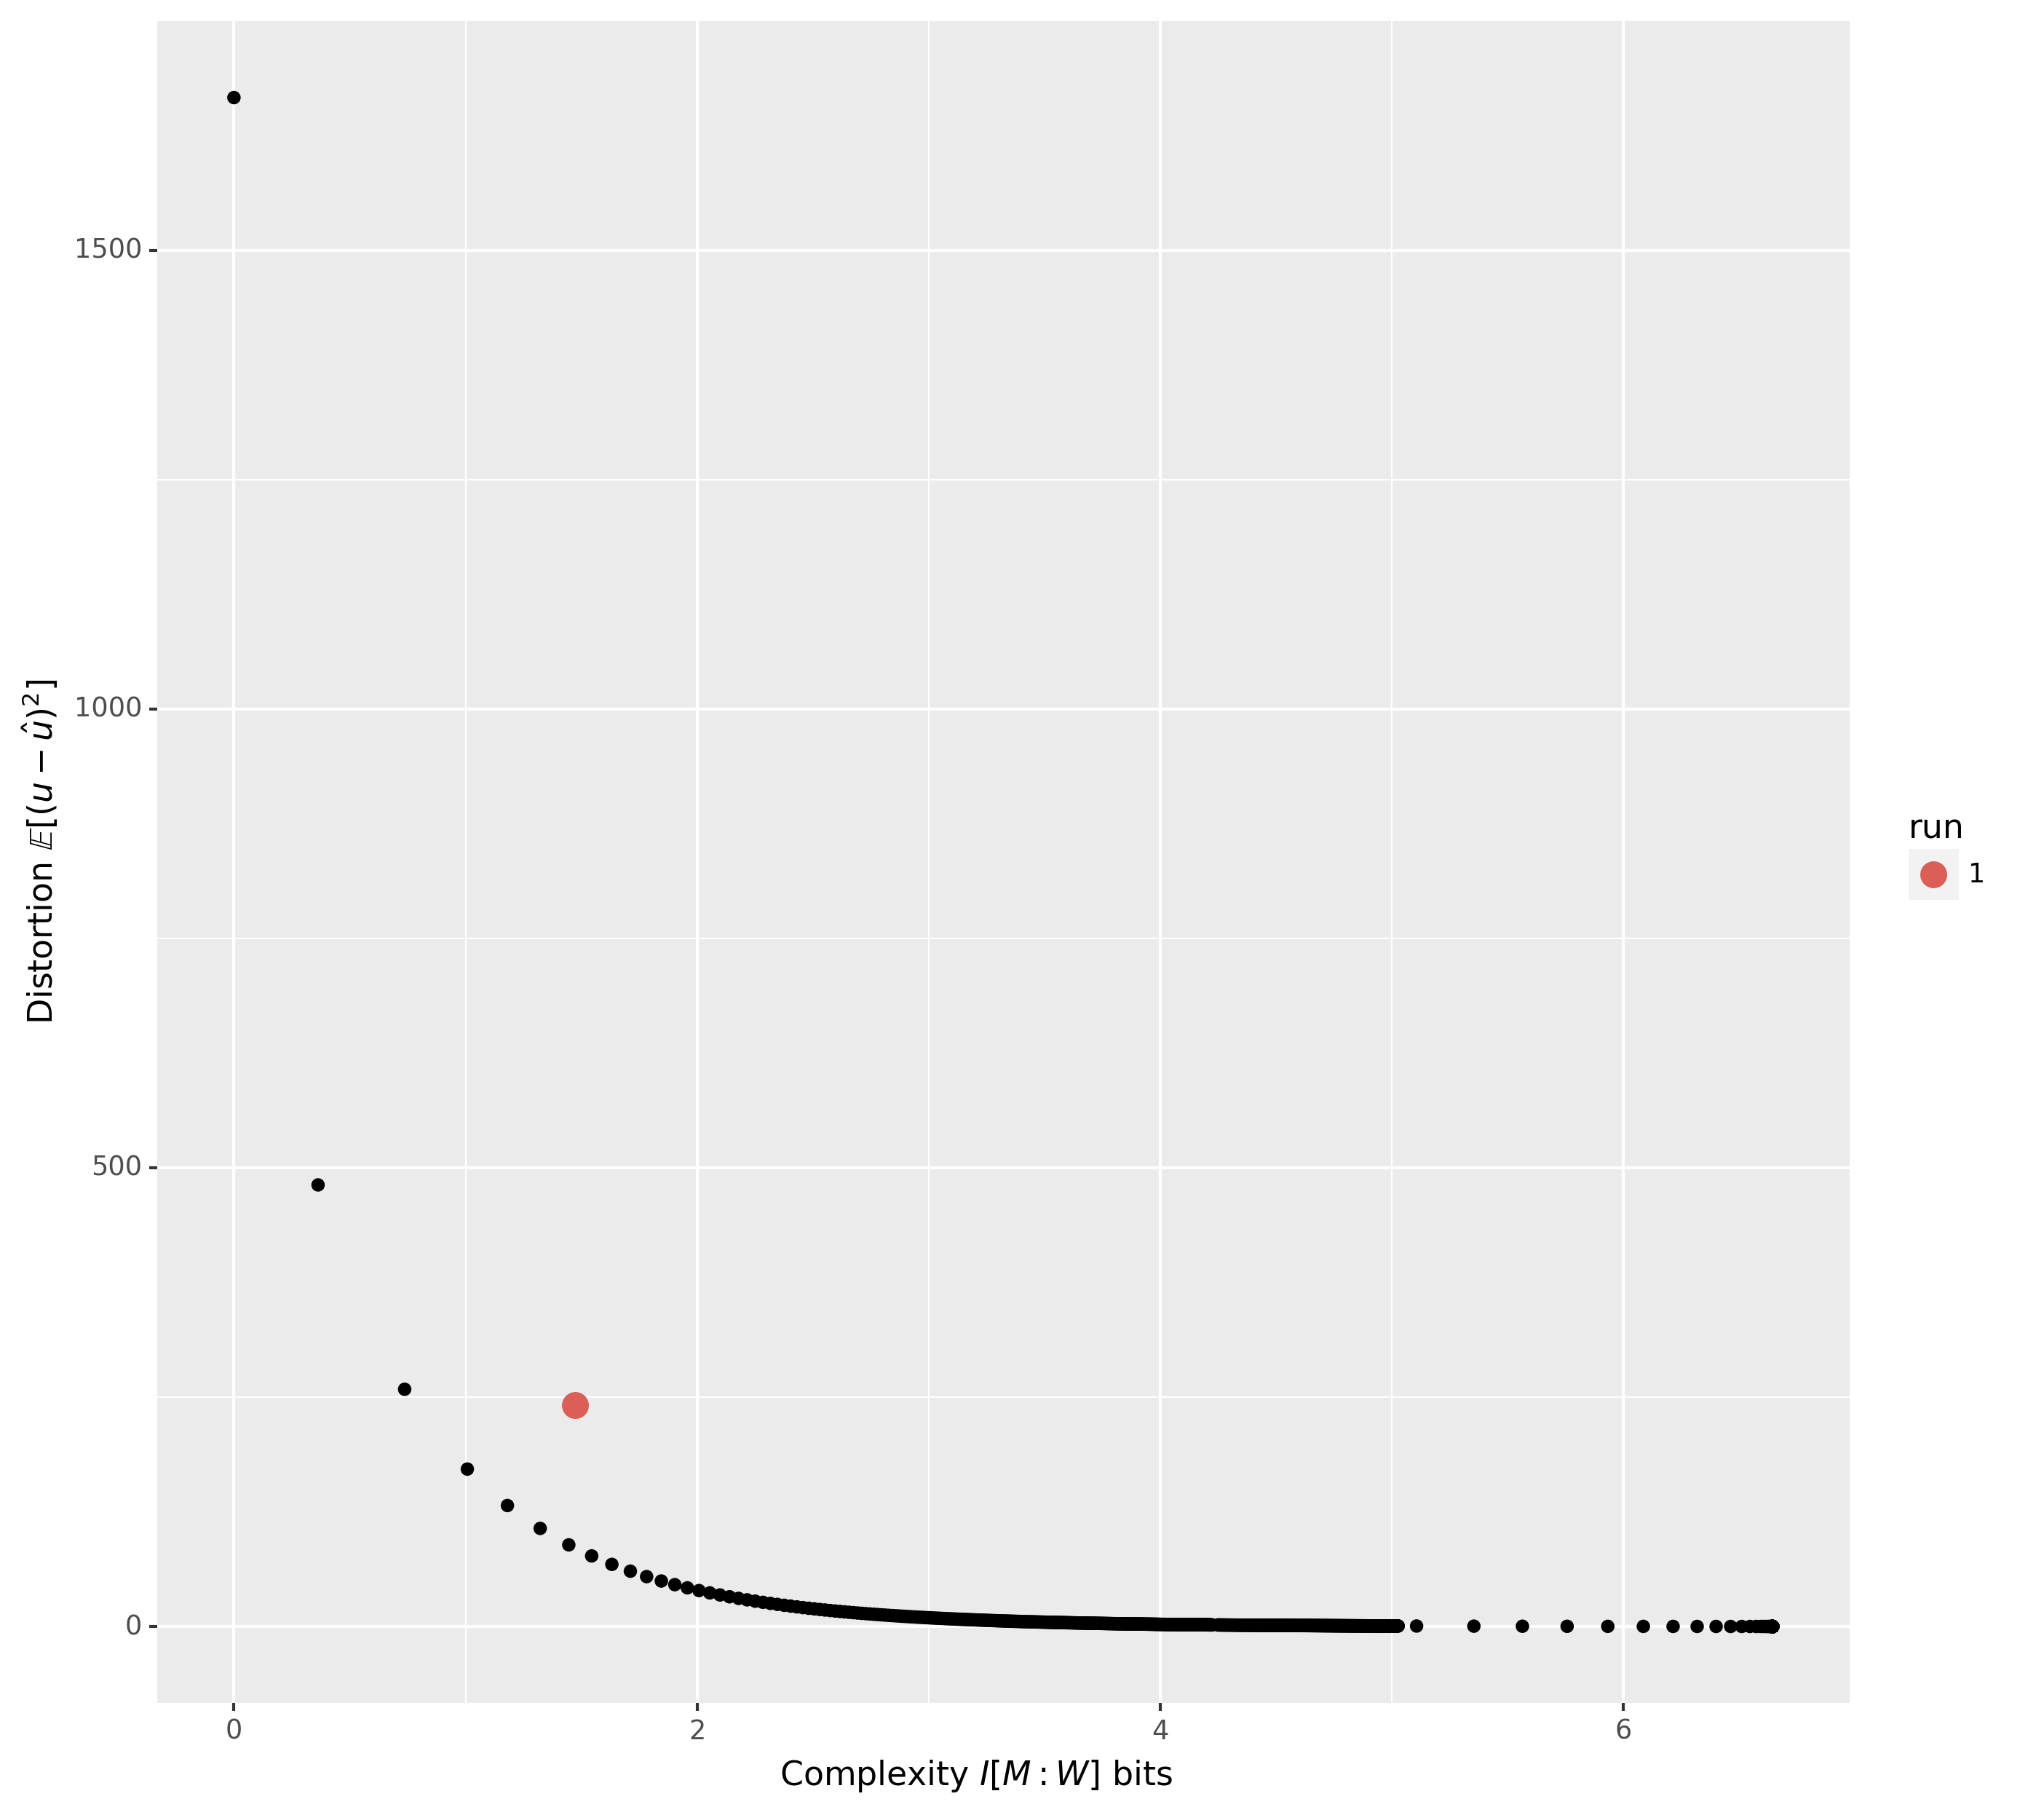 Distortion 𝔼[(u − û)²]
1500
1000
500
0
0 2 4 6
Complexity I[M : W] bits
run
1